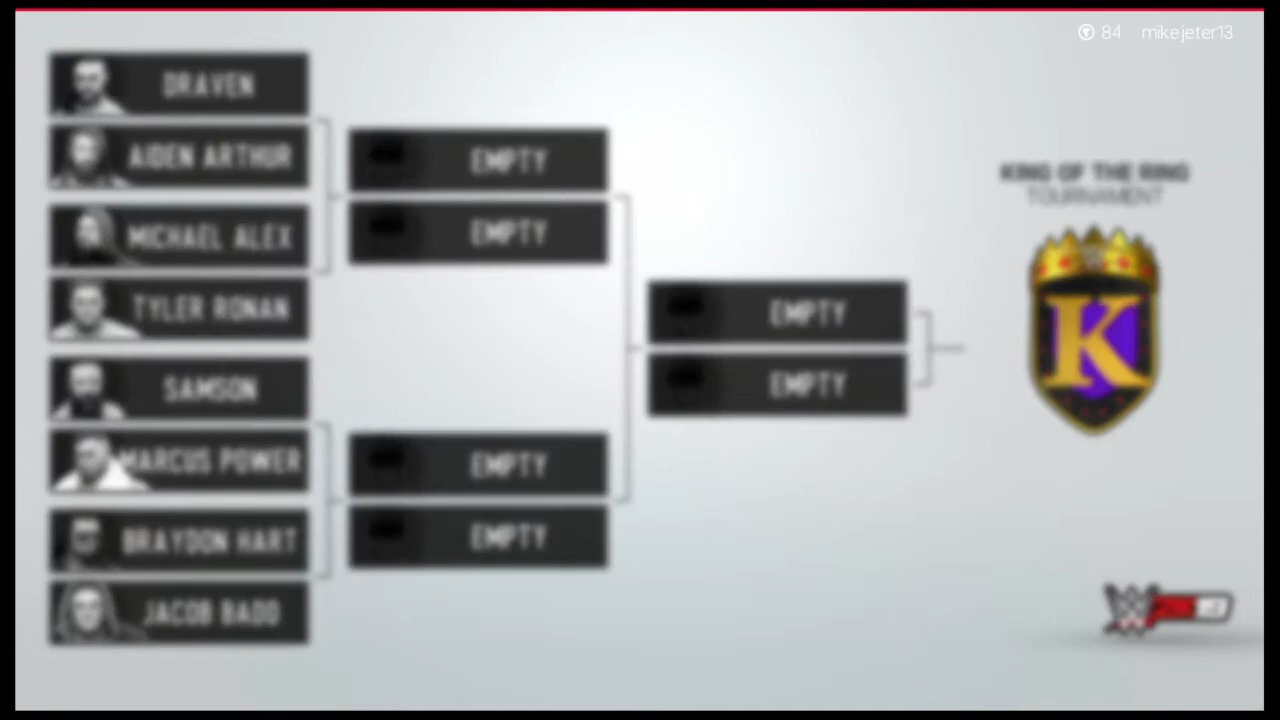 84 mikejeter13
DRAVEN
AIDEN ARTHUR
MICHAEL ALEX
TYLER RONAN
SAMSON
MARCUS POWER
BRAYDON HART
JACOB BADD
EMPTY
EMPTY
EMPTY
EMPTY
EMPTY
EMPTY
KING OF THE RING
TOURNAMENT
K